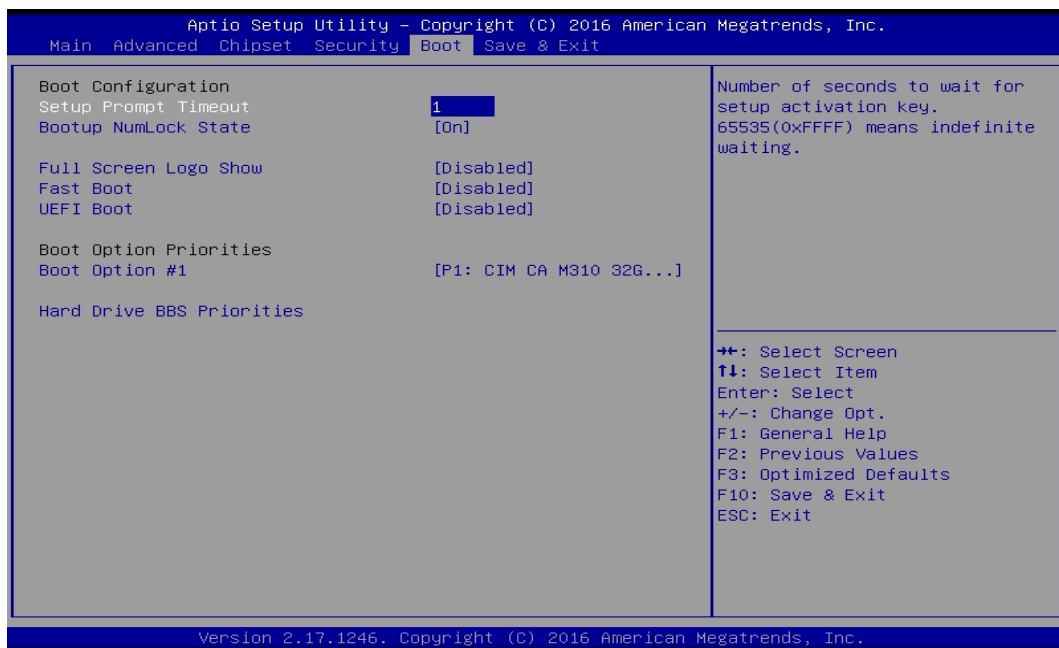 Aptio Setup Utility – Copyright (C) 2016 American Megatrends, Inc.
Main Advanced Chipset Security Boot Save & Exit
Boot Configuration
Setup Prompt Timeout 1
Bootup NumLock State [On]
Full Screen Logo Show [Disabled]
Fast Boot [Disabled]
UEFI Boot [Disabled]
Boot Option Priorities
Boot Option #1 [P1: CIM CA M310 32G...]
Hard Drive BBS Priorities
Number of seconds to wait for
setup activation key.
65535(0xFFFF) means indefinite
waiting.
→←: Select Screen
↑↓: Select Item
Enter: Select
+/-: Change Opt.
F1: General Help
F2: Previous Values
F3: Optimized Defaults
F10: Save & Exit
ESC: Exit
Version 2.17.1246. Copyright (C) 2016 American Megatrends, Inc.